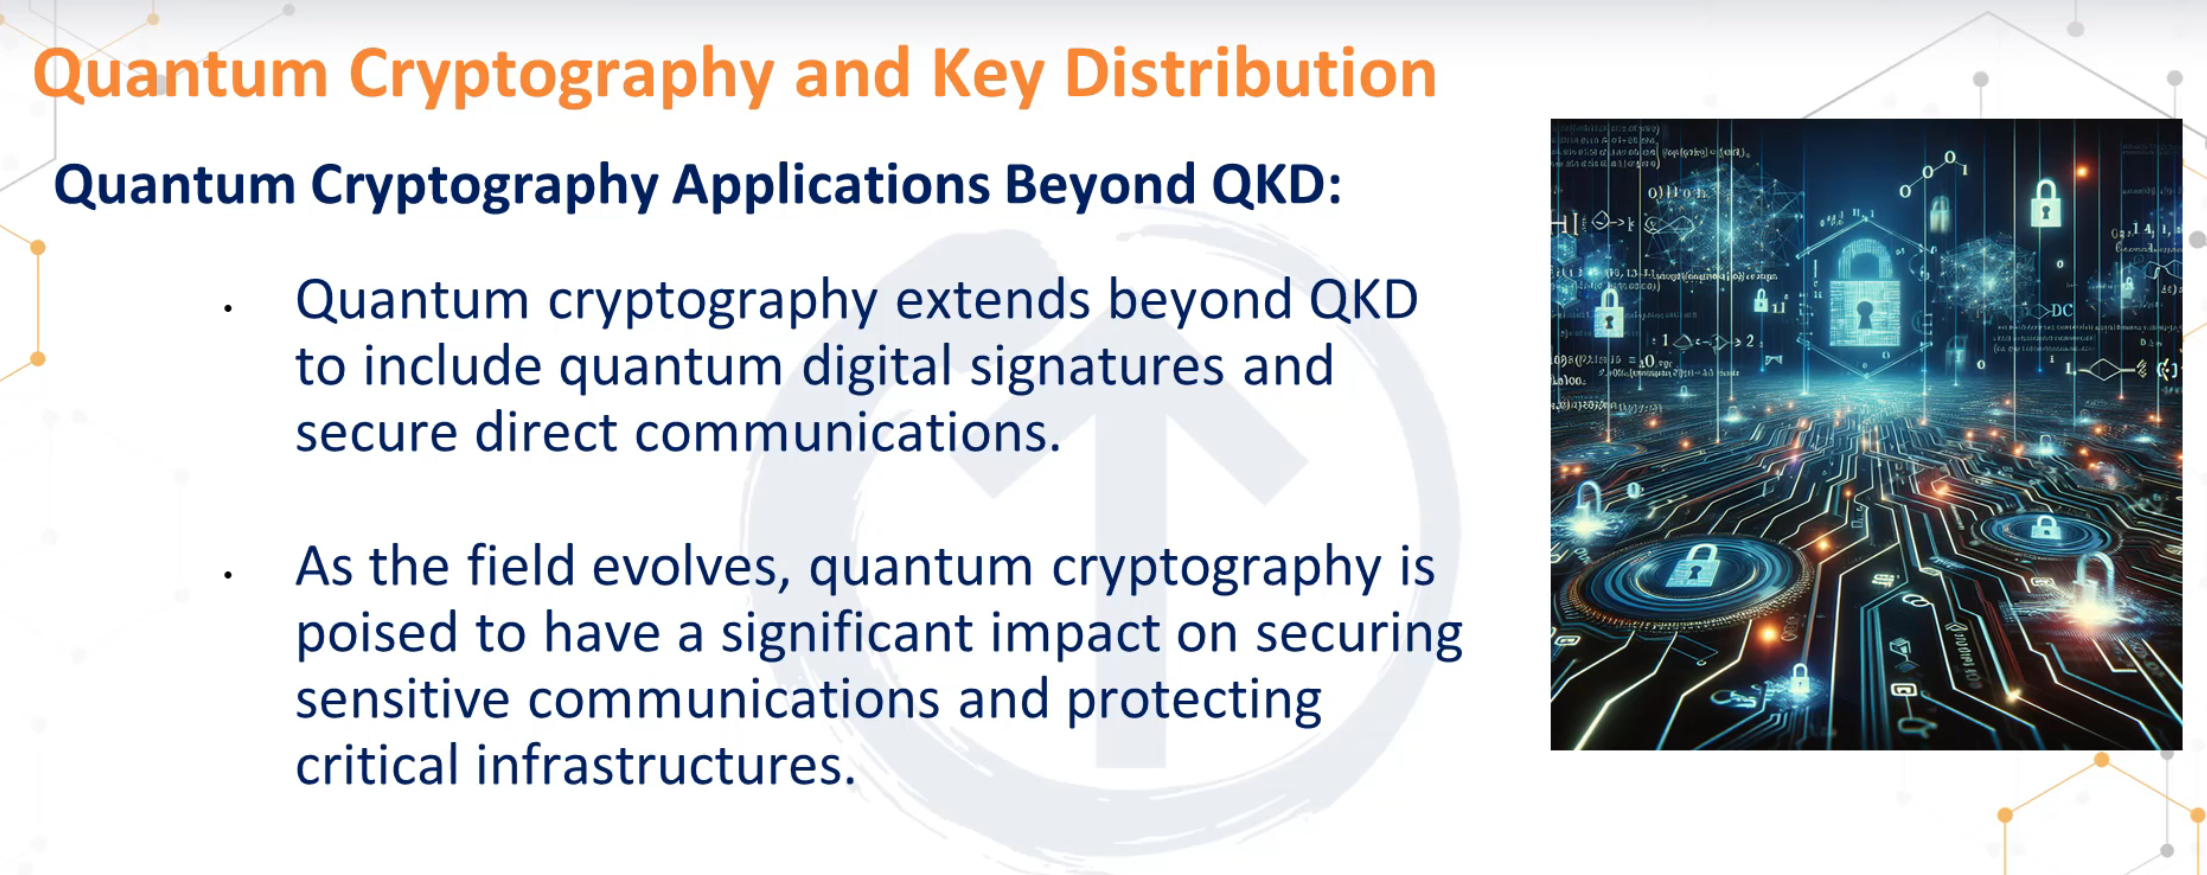 Quantum Cryptography and Key Distribution
Quantum Cryptography Applications Beyond QKD:
• Quantum cryptography extends beyond QKD
to include quantum digital signatures and
secure direct communications.
• As the field evolves, quantum cryptography is
poised to have a significant impact on securing
sensitive communications and protecting
critical infrastructures.